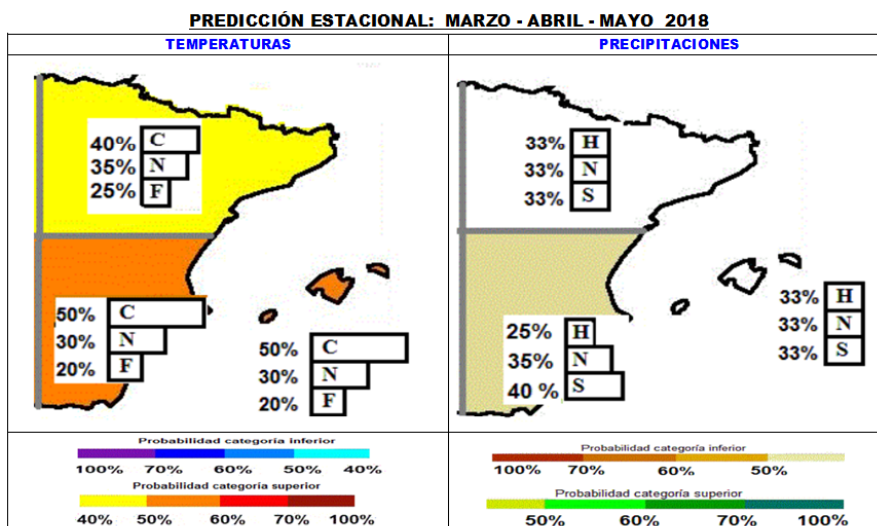 PREDICCIÓN ESTACIONAL: MARZO - ABRIL - MAYO 2018
TEMPERATURAS
PRECIPITACIONES
40% C
35% N
25% F
50% C
30% N
20% F
50% C
30% N
20% F
33% H
33% N
33% S
25% H
35% N
40 % S
33% H
33% N
33% S
Probabilidad categoria inferior
100% 70% 60% 50% 40%
Probabilidad categoria superior
40% 50% 60% 70% 100%
Probabilidad categoría inferior
100% 70% 60% 50%
Probabilidad categoría superior
50% 60% 70% 100%